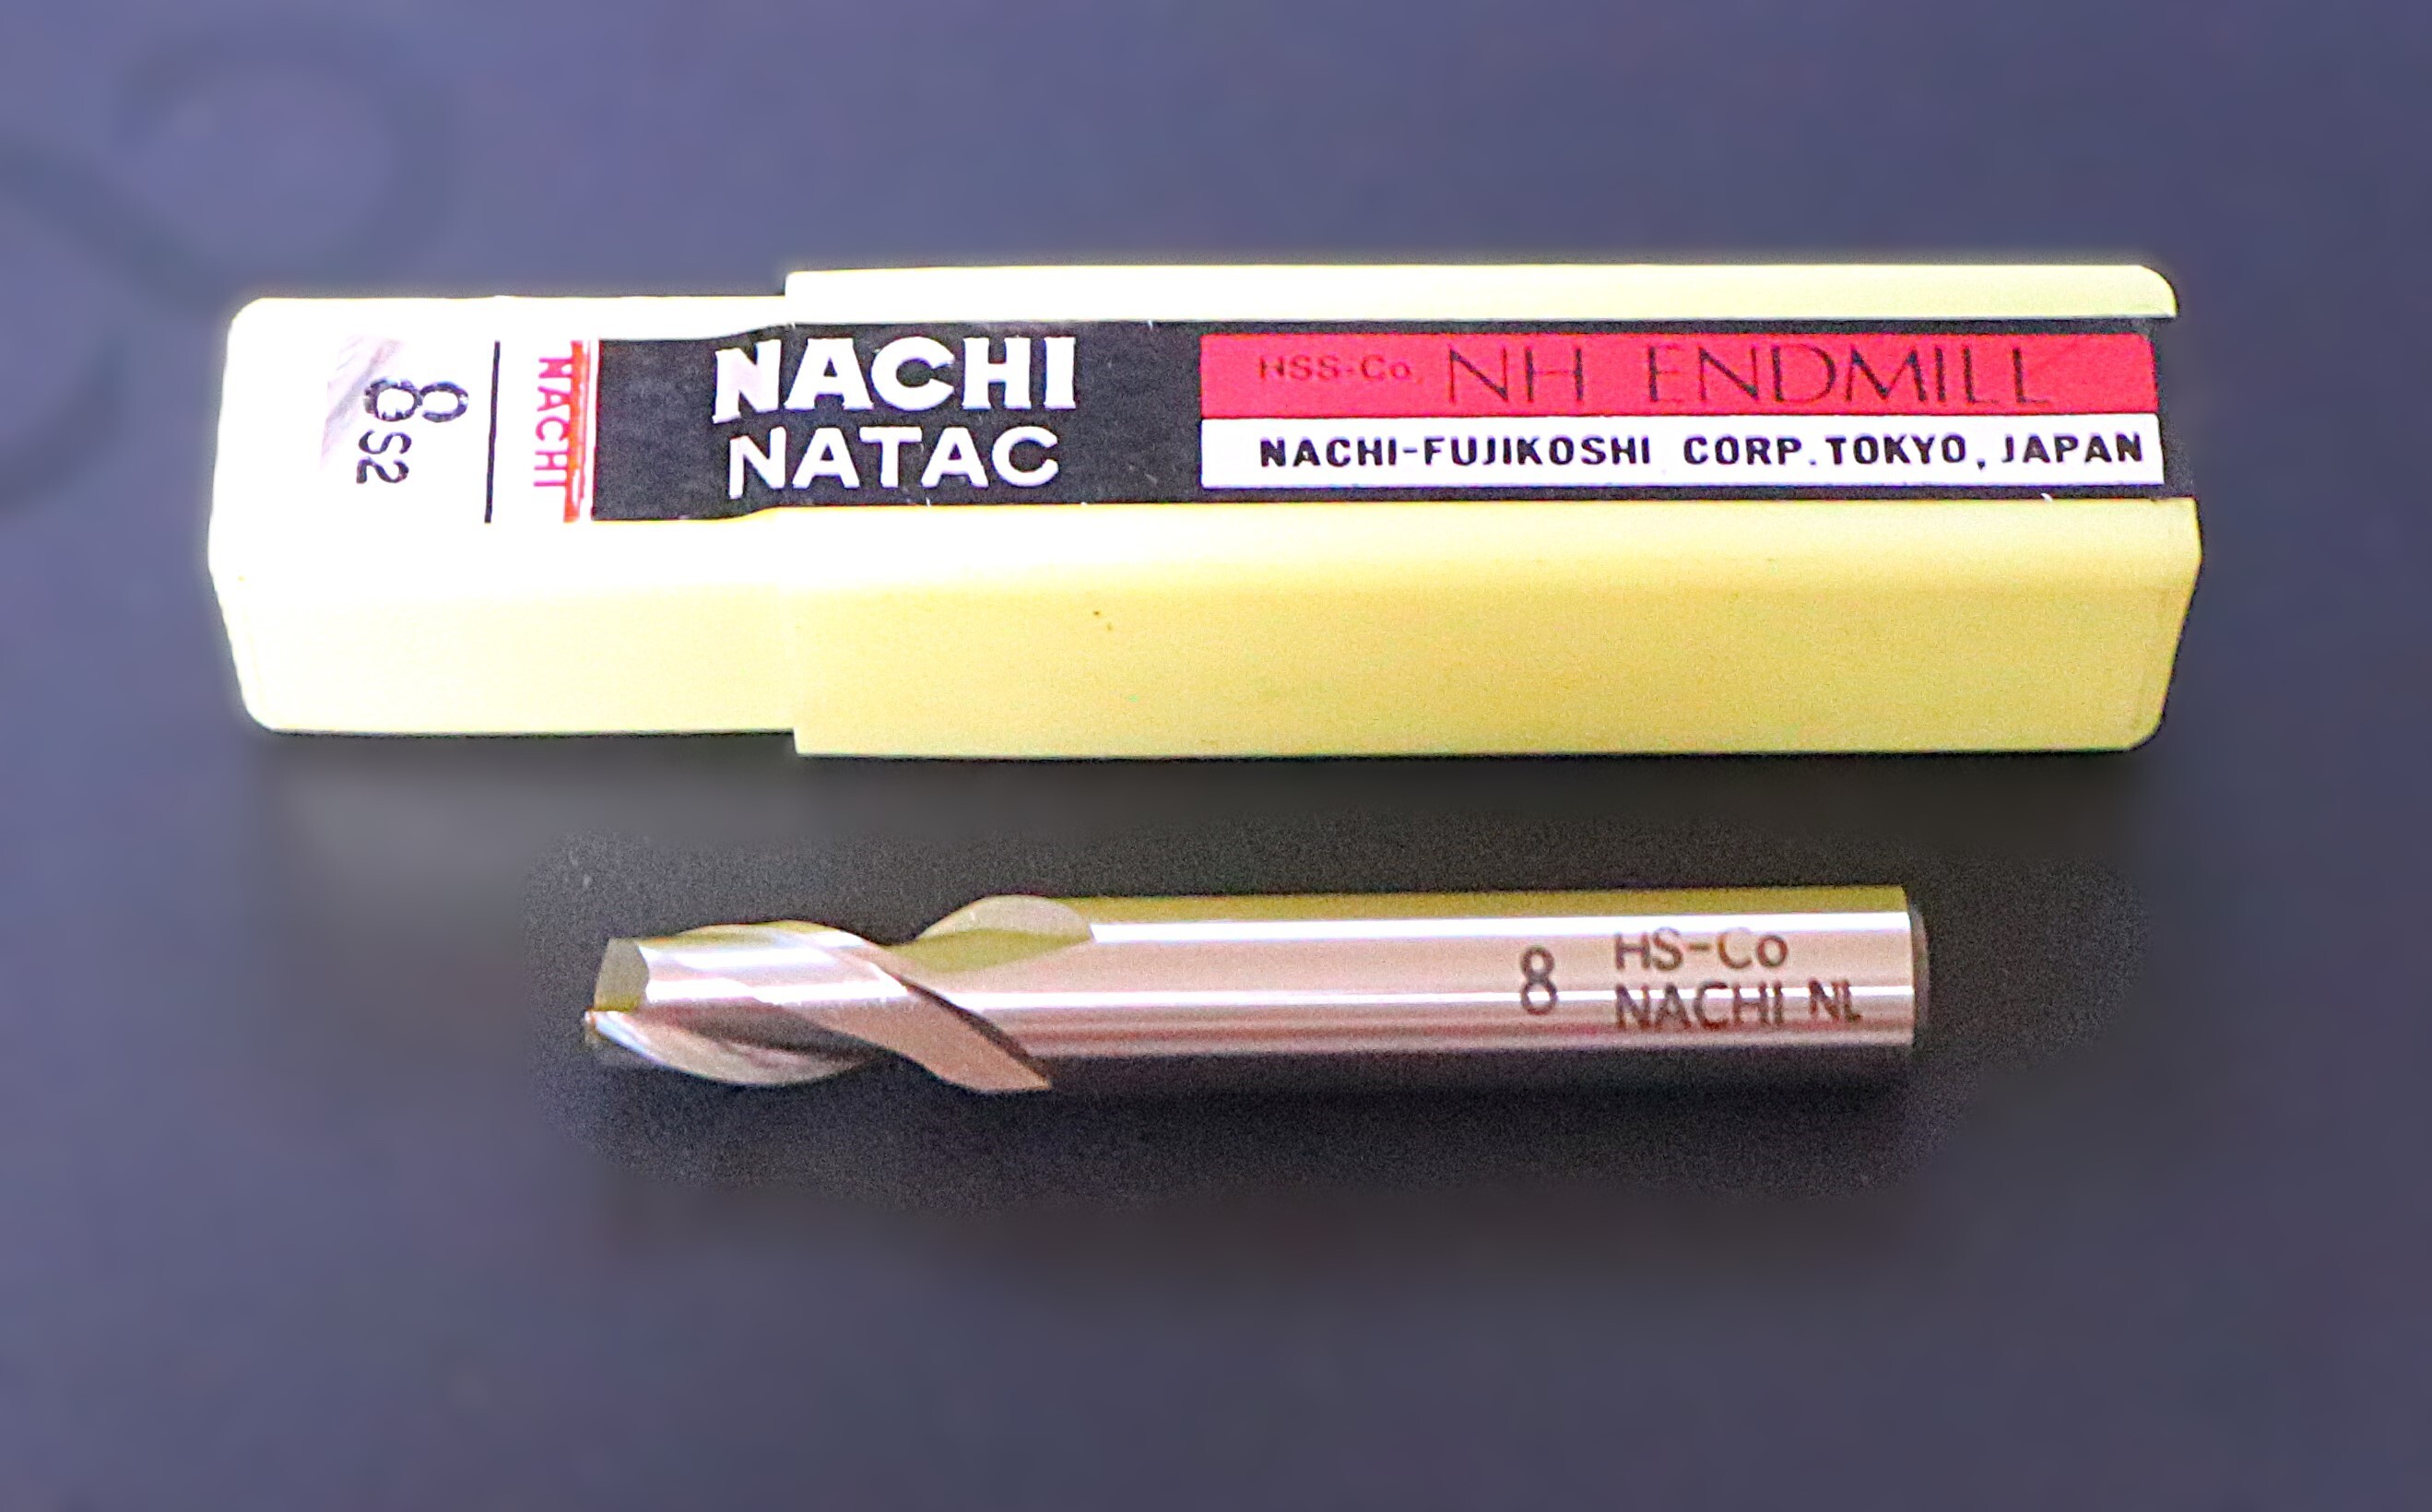 8
S2
NACHI
NACHI
NATAC
HSS-Co NH ENDMILL
NACHI-FUJIKOSHI CORP. TOKYO, JAPAN
8
HS-Co
NACHI NL